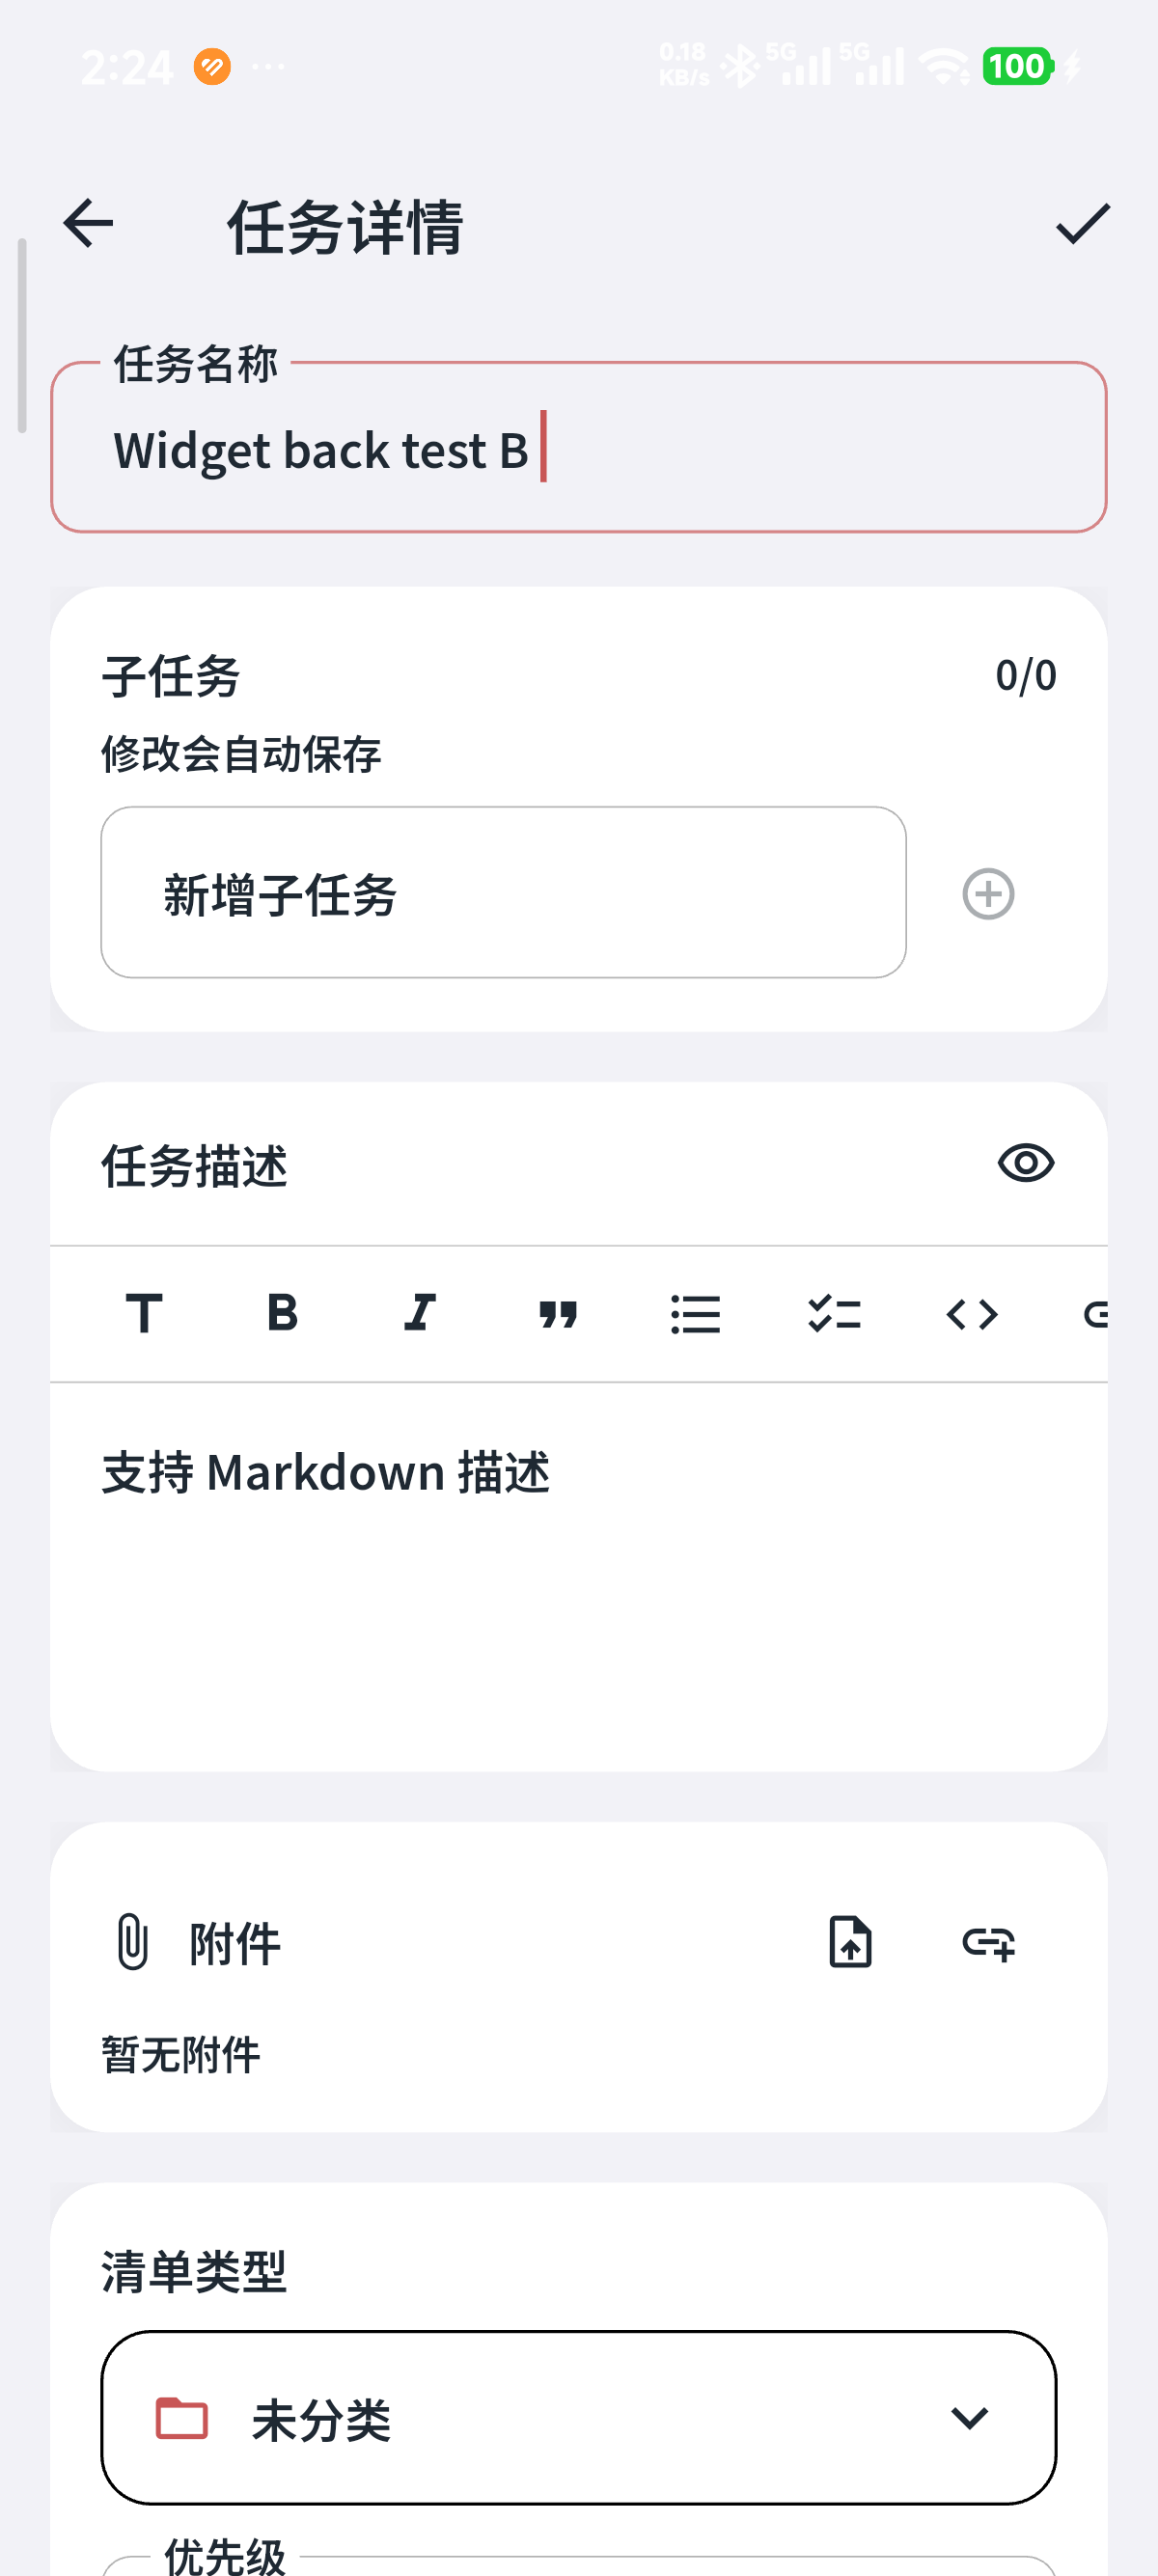 2:24 ... 0.18 KB/s 5G 5G 100
任务详情
任务名称
Widget back test B
子任务 0/0
修改会自动保存
新增子任务
任务描述
T B I
支持 Markdown 描述
附件
暂无附件
清单类型
未分类
优先级